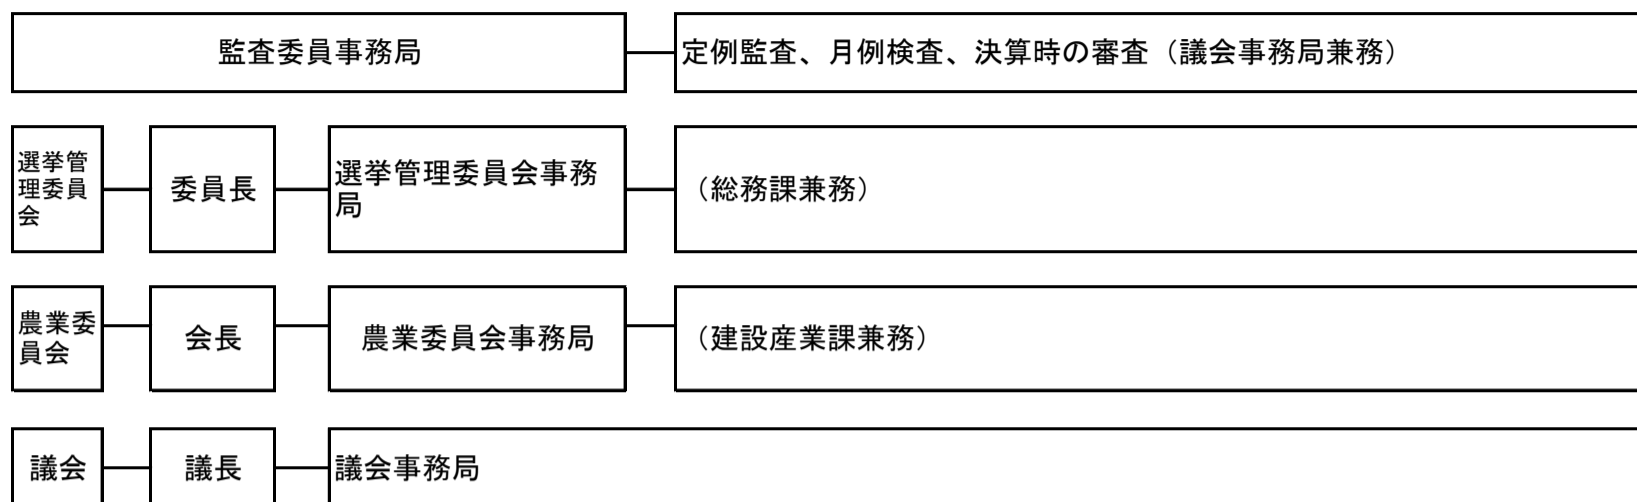 監査委員事務局
定例監査、月例検査、決算時の審査（議会事務局兼務）
選挙管
理委員
会
委員長
選挙管理委員会事務
局
（総務課兼務）
農業委
員会
会長
農業委員会事務局
（建設産業課兼務）
議会
議長
議会事務局